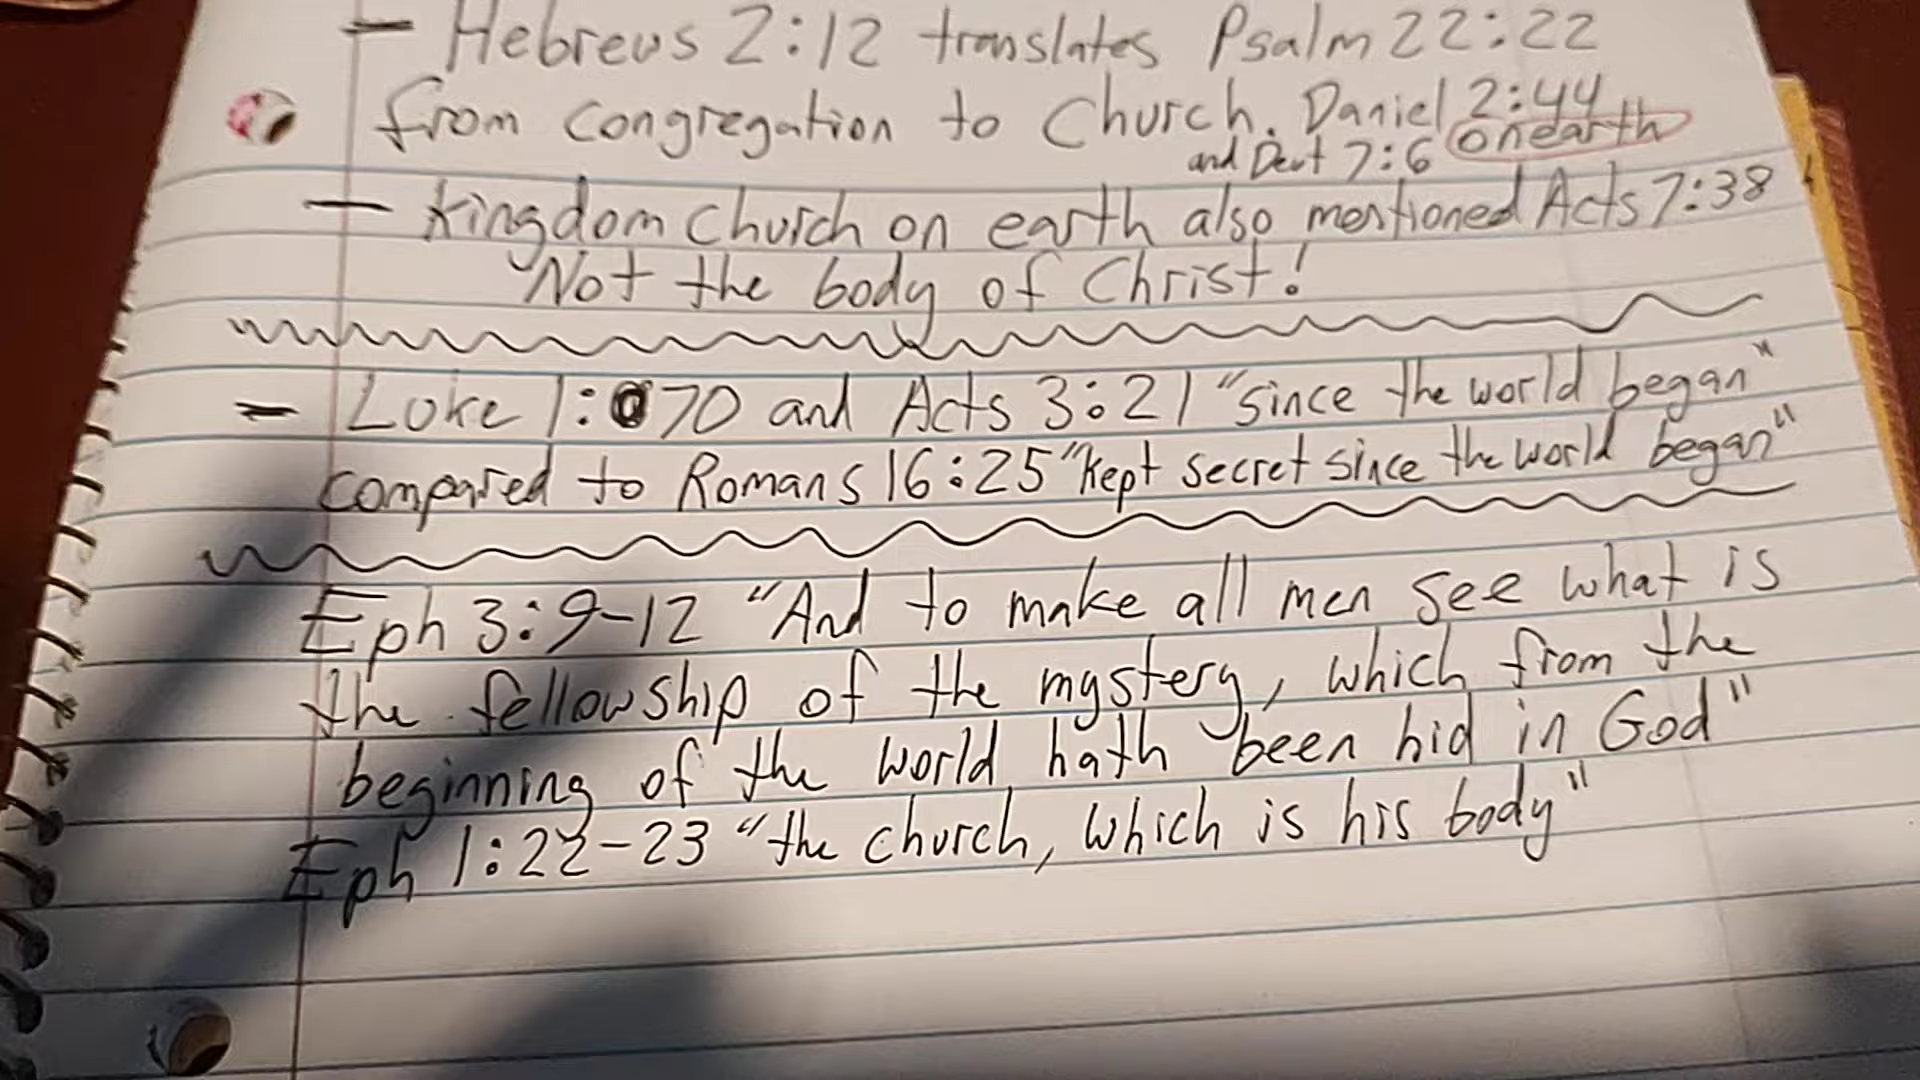 — Hebrews 2:12 translates Psalm 22:22
from congregation to Church. Daniel 2:44
and Deut 7:6 on earth
— Kingdom church on earth also mentioned Acts 7:38
Not the body of Christ!
– Luke 1:70 and Acts 3:21 "since the world began"
compared to Romans 16:25 "kept secret since the world began"
Eph 3:9-12 "And to make all men see what is
the fellowship of the mystery, which from the
beginning of the world hath been hid in God"
Eph 1:22-23 "the church, which is his body"